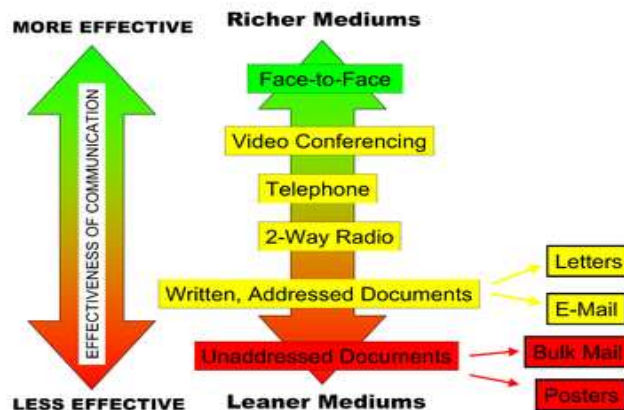 MORE EFFECTIVE
Richer Mediums
Face-to-Face
EFFECTIVENESS OF COMMUNICATION
Video Conferencing
Telephone
2-Way Radio
Written, Addressed Documents
Letters
E-Mail
Unaddressed Documents
Bulk Mail
Posters
LESS EFFECTIVE
Leaner Mediums